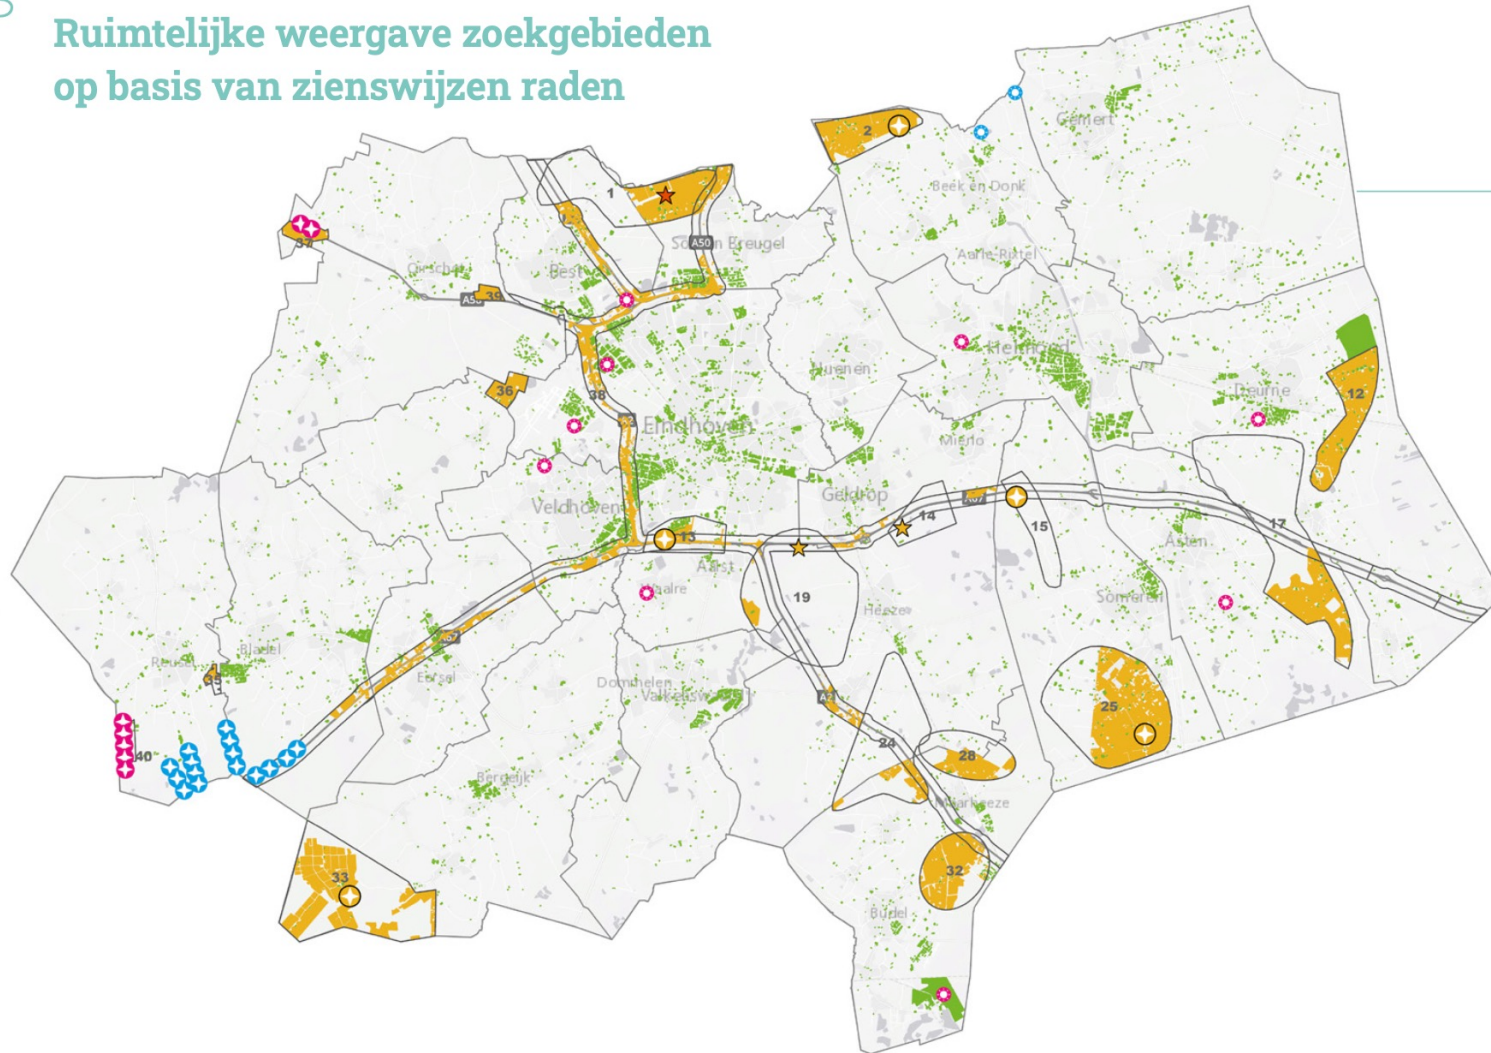 Ruimtelijke weergave zoekgebieden
op basis van zienswijzen raden
Gemert
2
Beek en Donk
1
37
A50
Son en Breugel
Aarle-Rixtel
Oirschot
Best
39
Helmond
Nuenen
36
38
Deurne
12
Eindhoven
Mierlo
Geldrop
A67
Veldhoven
14
15
17
13
Asten
Aalst
Waalre
19
Heeze
Someren
A67
Bladel
Reusel
35
Eersel
Dommelen
Valkenswaard
A2
25
40
24
28
Bergeijk
Maarheeze
33
32
Budel